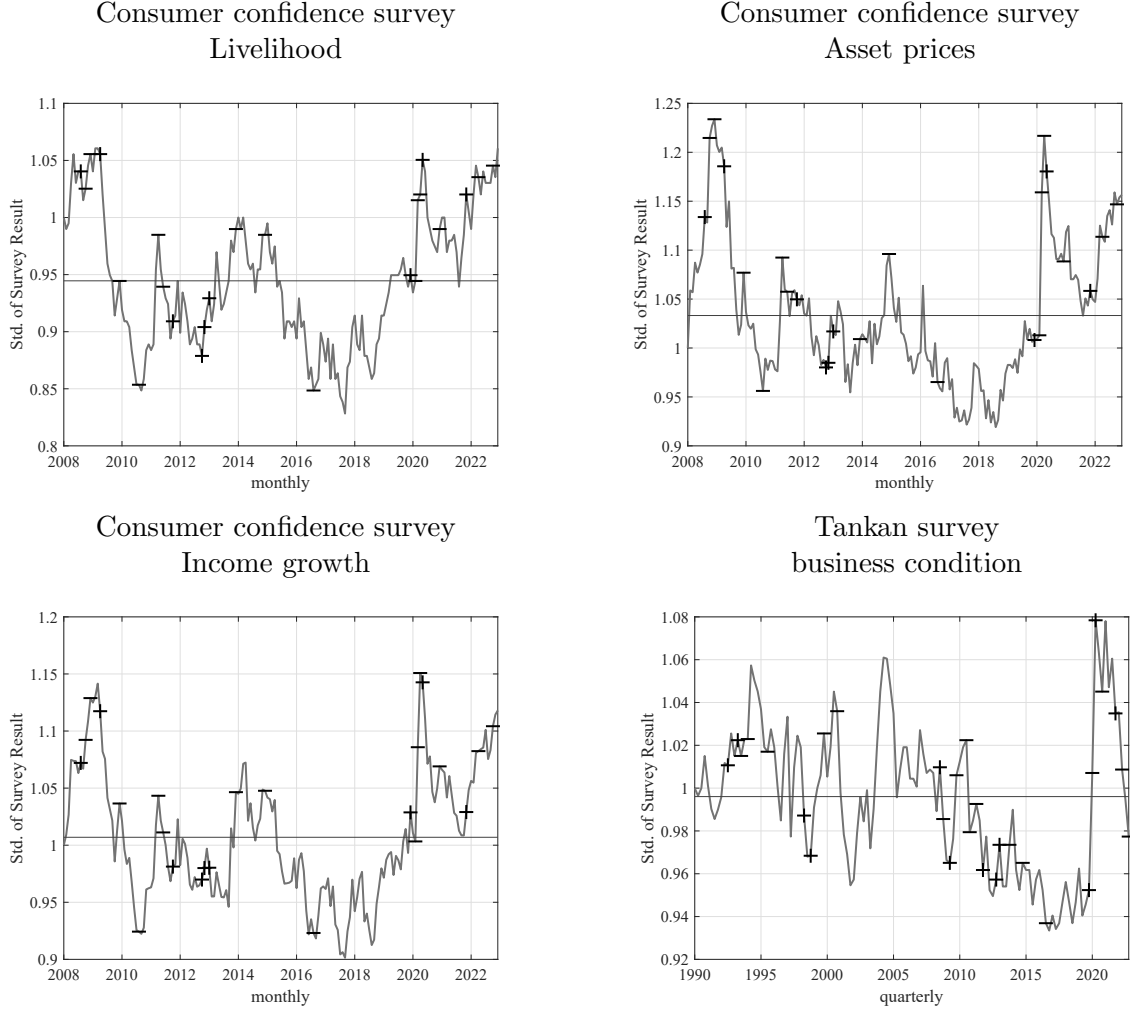 Consumer confidence survey
Livelihood
Consumer confidence survey
Asset prices
Std. of Survey Result
1.1
1.05
1
0.95
0.9
0.85
0.8
2008 2010 2012 2014 2016 2018 2020 2022
monthly
Std. of Survey Result
1.25
1.2
1.15
1.1
1.05
1
0.95
0.9
2008 2010 2012 2014 2016 2018 2020 2022
monthly
Consumer confidence survey
Income growth
Tankan survey
business condition
Std. of Survey Result
1.2
1.15
1.1
1.05
1
0.95
0.9
2008 2010 2012 2014 2016 2018 2020 2022
monthly
Std. of Survey Result
1.08
1.06
1.04
1.02
1
0.98
0.96
0.94
0.92
1990 1995 2000 2005 2010 2015 2020
quarterly